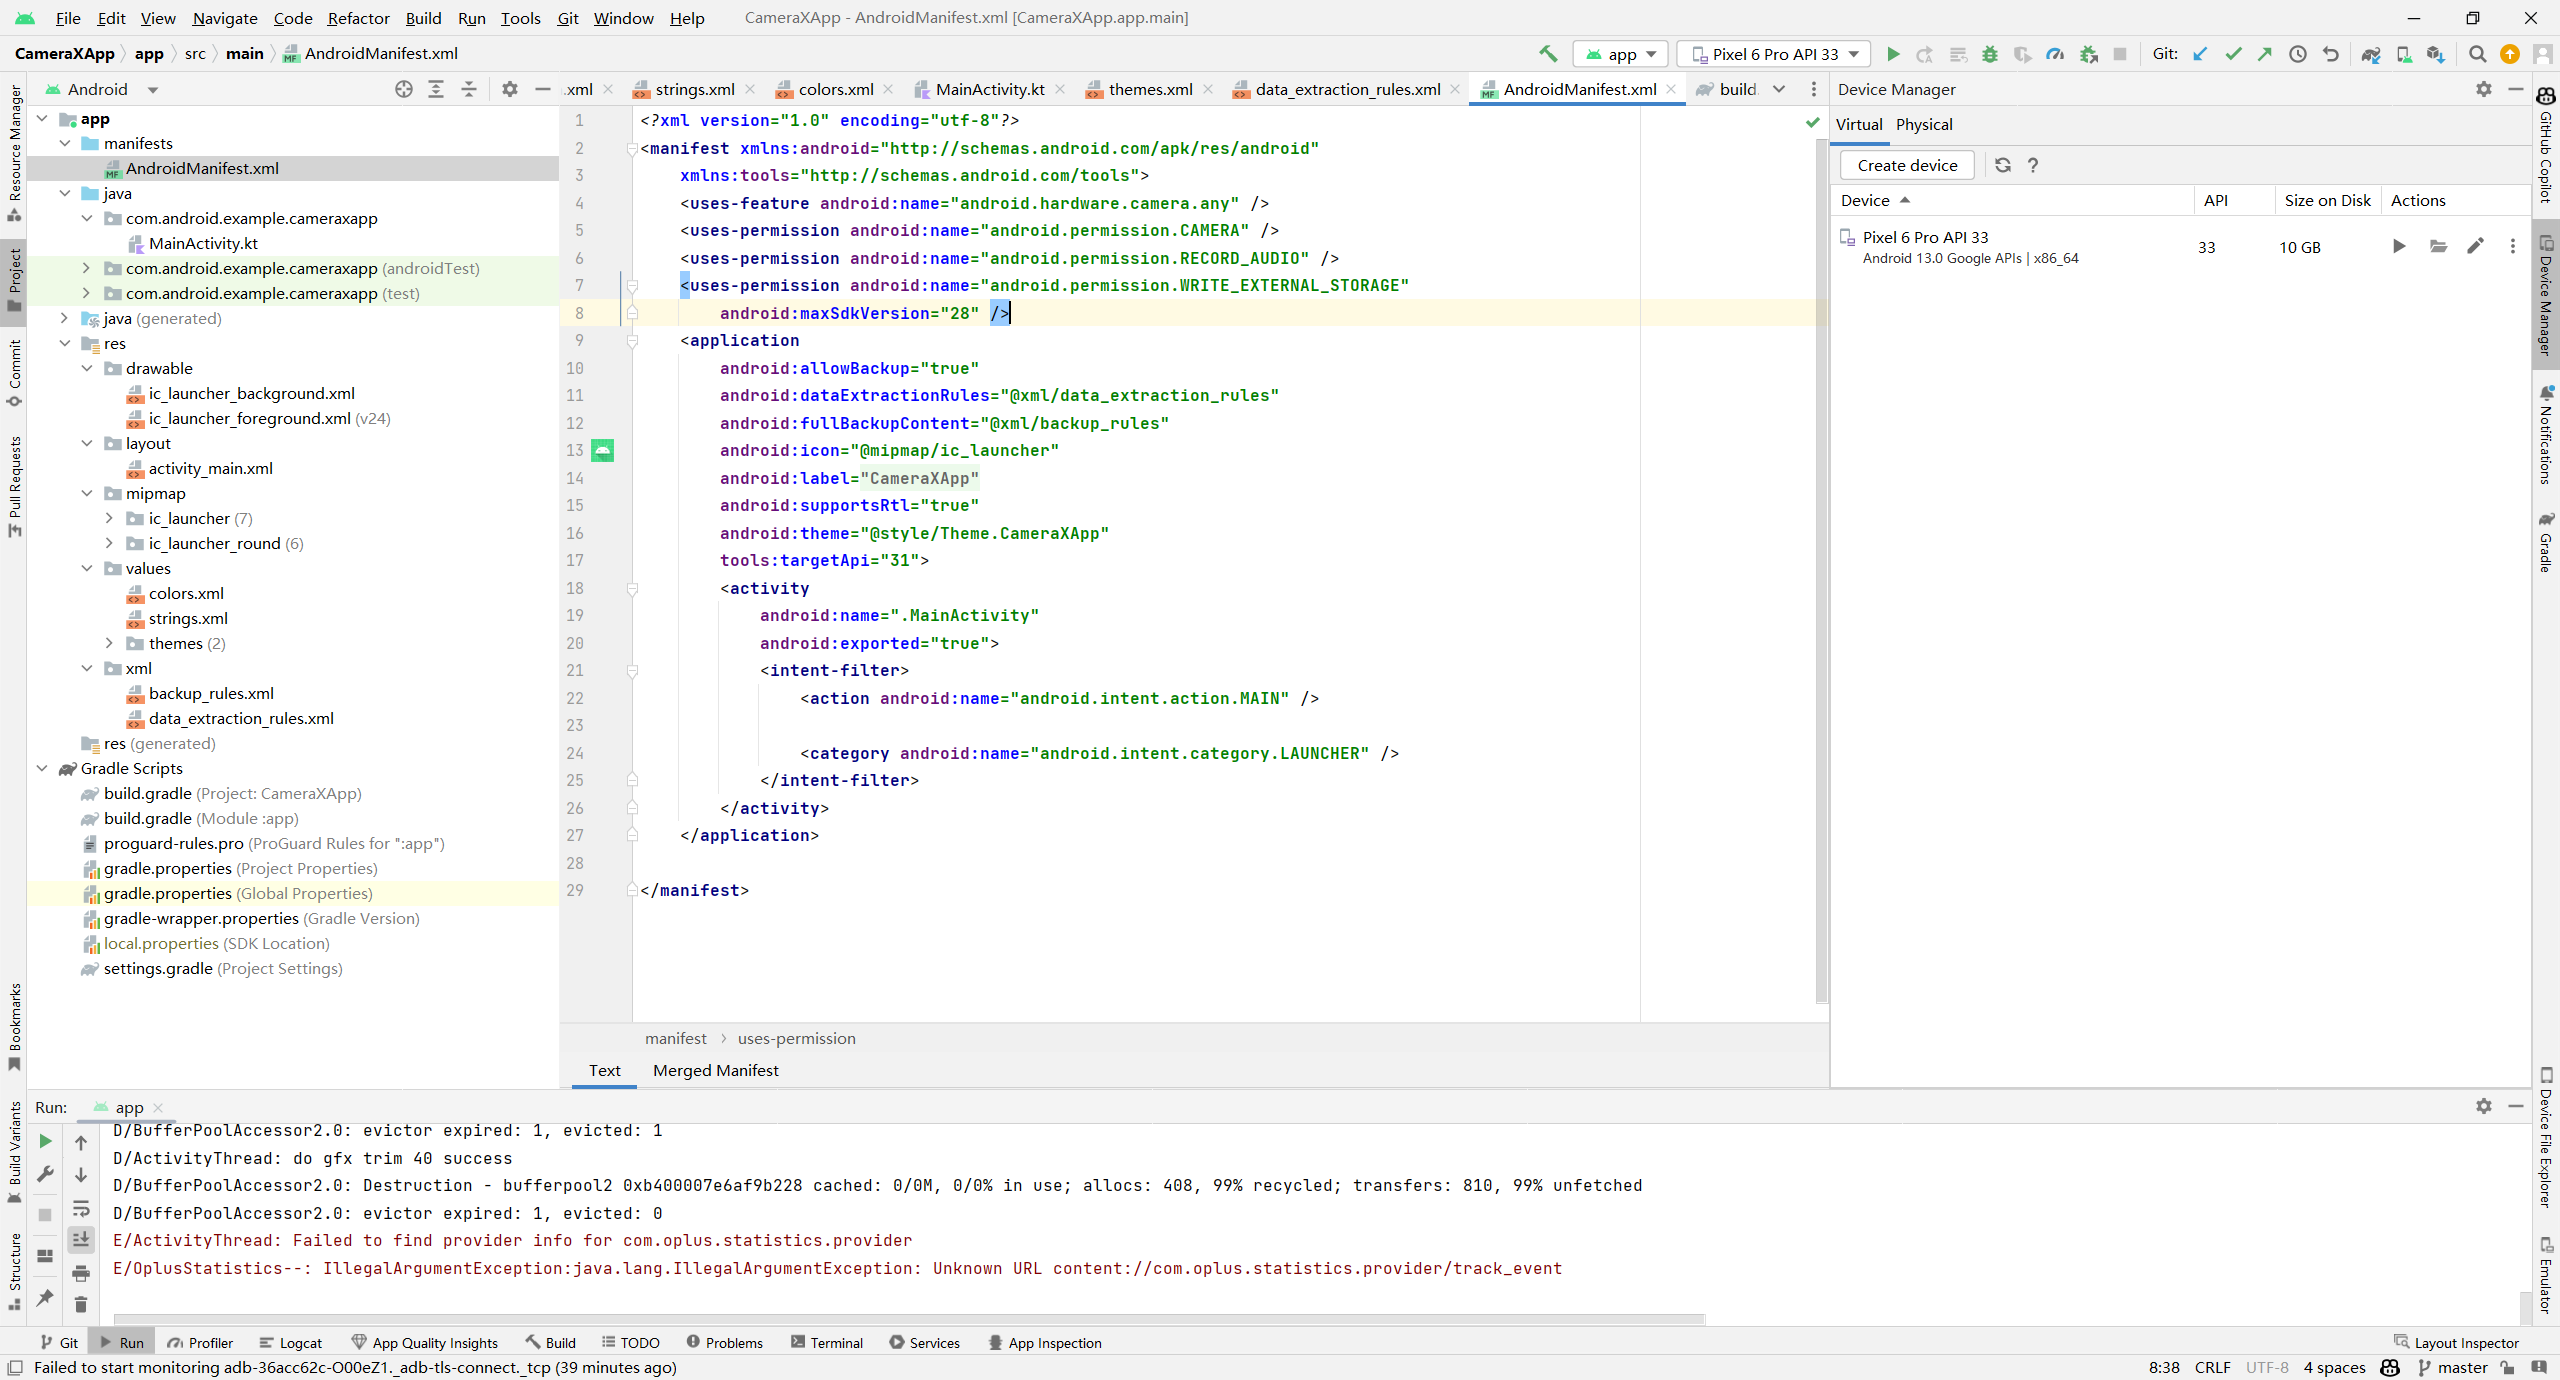 File Edit View Navigate Code Refactor Build Run Tools Git Window Help CameraXApp - AndroidManifest.xml [CameraXApp.app.main]
CameraXApp app src main AndroidManifest.xml app Pixel 6 Pro API 33 Git:
Android
app
manifests
AndroidManifest.xml
java
com.android.example.cameraxapp
MainActivity.kt
com.android.example.cameraxapp (androidTest)
com.android.example.cameraxapp (test)
java (generated)
res
drawable
ic_launcher_background.xml
ic_launcher_foreground.xml (v24)
layout
activity_main.xml
mipmap
ic_launcher (7)
ic_launcher_round (6)
values
colors.xml
strings.xml
themes (2)
xml
backup_rules.xml
data_extraction_rules.xml
res (generated)
Gradle Scripts
build.gradle (Project: CameraXApp)
build.gradle (Module :app)
proguard-rules.pro (ProGuard Rules for ":app")
gradle.properties (Project Properties)
gradle.properties (Global Properties)
gradle-wrapper.properties (Gradle Version)
local.properties (SDK Location)
settings.gradle (Project Settings)
Resource Manager
Project
Commit
Pull Requests
Bookmarks
Build Variants
Structure
.xml strings.xml colors.xml MainActivity.kt themes.xml data_extraction_rules.xml AndroidManifest.xml build.
1 <?xml version="1.0" encoding="utf-8"?>
2 <manifest xmlns:android="http://schemas.android.com/apk/res/android"
3 xmlns:tools="http://schemas.android.com/tools">
4 <uses-feature android:name="android.hardware.camera.any" />
5 <uses-permission android:name="android.permission.CAMERA" />
6 <uses-permission android:name="android.permission.RECORD_AUDIO" />
7 <uses-permission android:name="android.permission.WRITE_EXTERNAL_STORAGE"
8 android:maxSdkVersion="28" />
9 <application
10 android:allowBackup="true"
11 android:dataExtractionRules="@xml/data_extraction_rules"
12 android:fullBackupContent="@xml/backup_rules"
13 android:icon="@mipmap/ic_launcher"
14 android:label="CameraXApp"
15 android:supportsRtl="true"
16 android:theme="@style/Theme.CameraXApp"
17 tools:targetApi="31">
18 <activity
19 android:name=".MainActivity"
20 android:exported="true">
21 <intent-filter>
22 <action android:name="android.intent.action.MAIN" />
23
24 <category android:name="android.intent.category.LAUNCHER" />
25 </intent-filter>
26 </activity>
27 </application>
28
29 </manifest>
manifest uses-permission
Text Merged Manifest
Device Manager
Virtual Physical
Create device ?
Device API Size on Disk Actions
Pixel 6 Pro API 33 33 10 GB
Android 13.0 Google APIs | x86_64
GitHub Copilot
Device Manager
Notifications
Gradle
Device File Explorer
Emulator
Run: app
D/BufferPoolAccessor2.0: evictor expired: 1, evicted: 1
D/ActivityThread: do gfx trim 40 success
D/BufferPoolAccessor2.0: Destruction - bufferpool2 0xb400007e6af9b228 cached: 0/0M, 0/0% in use; allocs: 408, 99% recycled; transfers: 810, 99% unfetched
D/BufferPoolAccessor2.0: evictor expired: 1, evicted: 0
E/ActivityThread: Failed to find provider info for com.oplus.statistics.provider
E/OplusStatistics--: IllegalArgumentException:java.lang.IllegalArgumentException: Unknown URL content://com.oplus.statistics.provider/track_event
Git Run Profiler Logcat App Quality Insights Build TODO Problems Terminal Services App Inspection Layout Inspector
Failed to start monitoring adb-36acc62c-O00eZ1._adb-tls-connect._tcp (39 minutes ago) 8:38 CRLF UTF-8 4 spaces master